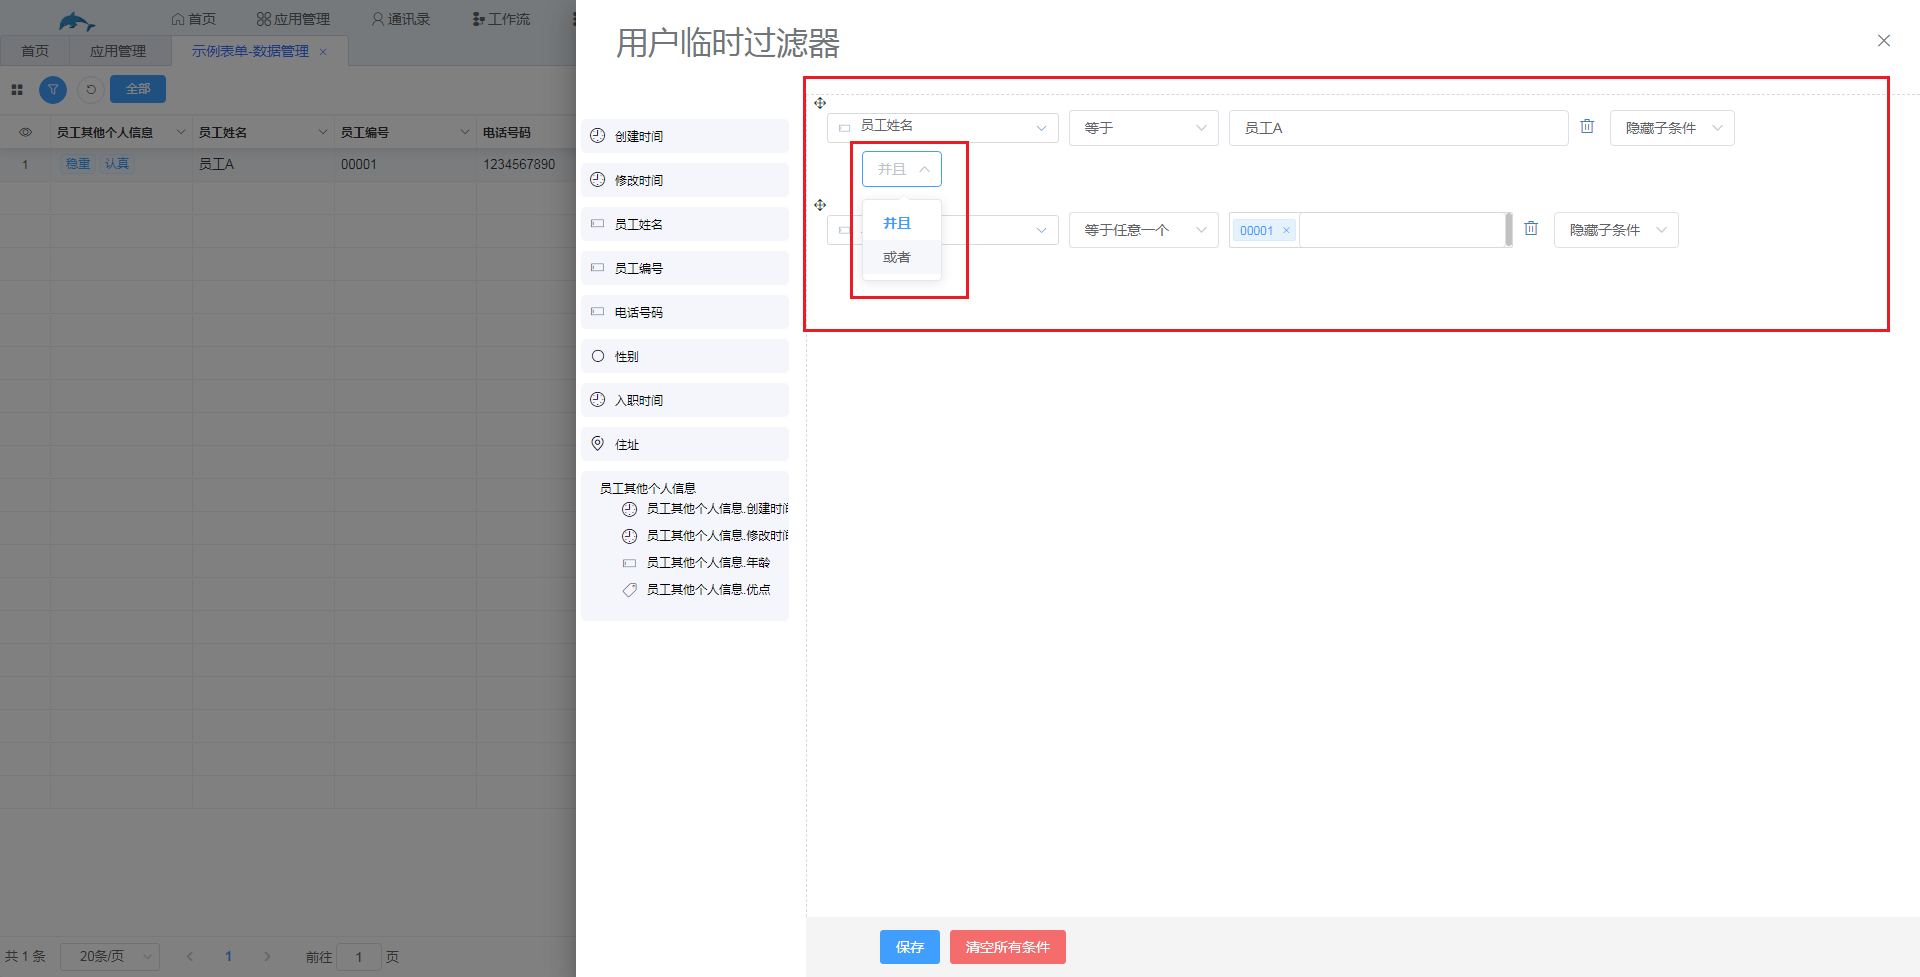 首页
应用管理
通讯录
工作流
首页
应用管理
示例表单-数据管理
全部
员工其他个人信息
员工姓名
员工编号
电话号码
1
稳重
认真
员工A
00001
1234567890
共 1 条
20条/页
1
前往
1
页
用户临时过滤器
创建时间
修改时间
员工姓名
员工编号
电话号码
性别
入职时间
住址
员工其他个人信息
员工其他个人信息.创建时间
员工其他个人信息.修改时间
员工其他个人信息.年龄
员工其他个人信息.优点
员工姓名
等于
员工A
隐藏子条件
并且
并且
或者
等于任意一个
00001
隐藏子条件
保存
清空所有条件